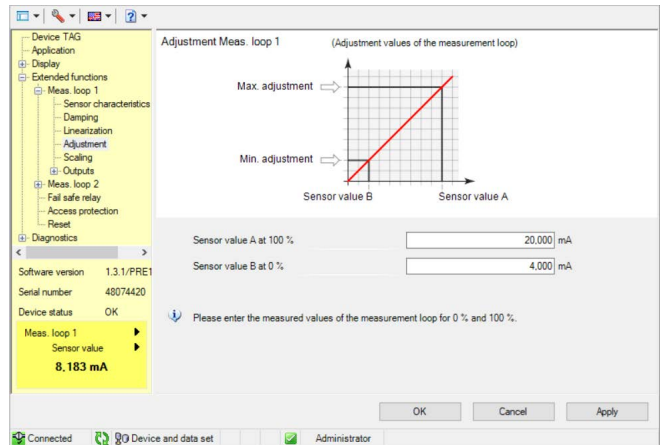 Device TAG
Application
Display
Extended functions
Meas. loop 1
Sensor characteristics
Damping
Linearization
Adjustment
Scaling
Outputs
Meas. loop 2
Fail safe relay
Access protection
Reset
Diagnostics
Software version 1.3.1/PRE1
Serial number 48074420
Device status OK
Meas. loop 1
Sensor value
8,183 mA
Adjustment Meas. loop 1 (Adjustment values of the measurement loop)
Max. adjustment
Min. adjustment
Sensor value B Sensor value A
Sensor value A at 100 % 20,000 mA
Sensor value B at 0 % 4,000 mA
Please enter the measured values of the measurement loop for 0 % and 100 %.
OK Cancel Apply
Connected Device and data set Administrator